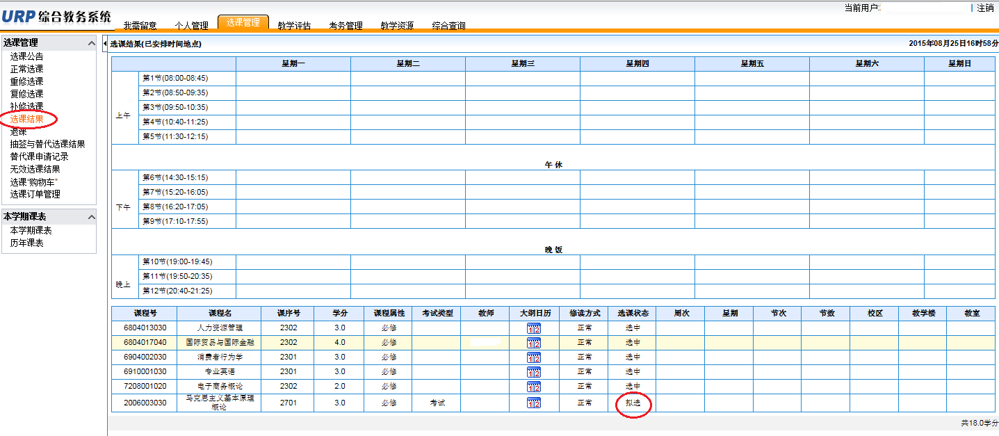 URP 综合教务系统
当前用户: | 注销
我需留意 个人管理 选课管理 教学评估 考务管理 教学资源 综合查询
选课管理
选课公告
正常选课
重修选课
复修选课
补修选课
选课结果
退课
抽签与替代选课结果
替代课申请记录
无效选课结果
选课“购物车”
选课订单管理
本学期课表
本学期课表
历年课表
选课结果(已安排时间地点) 2015年08月25日16时58分
星期一 星期二 星期三 星期四 星期五 星期六 星期日
上午
第1节(08:00-08:45)
第2节(08:50-09:35)
第3节(09:50-10:35)
第4节(10:40-11:25)
第5节(11:30-12:15)
午 休
下午
第6节(14:30-15:15)
第7节(15:20-16:05)
第8节(16:20-17:05)
第9节(17:10-17:55)
晚 饭
晚上
第10节(19:00-19:45)
第11节(19:50-20:35)
第12节(20:40-21:25)
课程号 课程名 课序号 学分 课程属性 考试类型 教师 大纲日历 修读方式 选课状态 周次 星期 节次 节数 校区 教学楼 教室
6804013030 人力资源管理 2302 3.0 必修 12 正常 选中
6804017040 国际贸易与国际金融 2302 4.0 必修 12 正常 选中
6904002030 消费者行为学 2301 3.0 必修 12 正常 选中
6910001030 专业英语 2301 3.0 必修 12 正常 选中
7208001020 电子商务概论 2302 2.0 必修 12 正常 选中
2006003030 马克思主义基本原理概论 2701 3.0 必修 考试 12 正常 拟选
共18.0学分